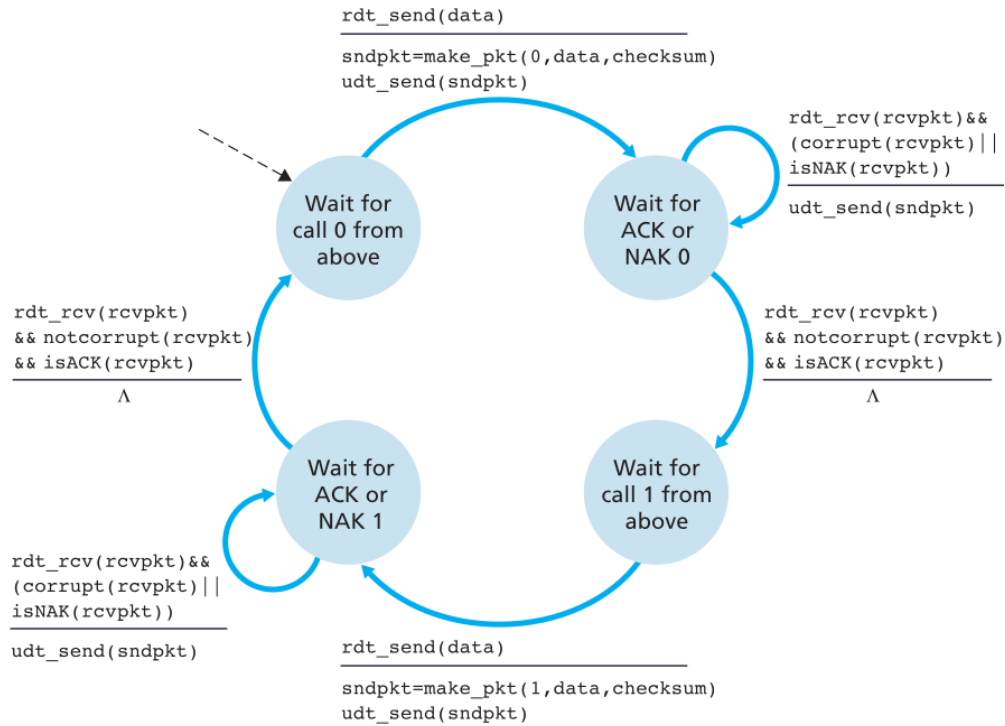 rdt_send(data)
sndpkt=make_pkt(0,data,checksum)
udt_send(sndpkt)
rdt_rcv(rcvpkt)&&
(corrupt(rcvpkt)||
isNAK(rcvpkt))
udt_send(sndpkt)
Wait for
call 0 from
above
Wait for
ACK or
NAK 0
rdt_rcv(rcvpkt)
&& notcorrupt(rcvpkt)
&& isACK(rcvpkt)
Λ
rdt_rcv(rcvpkt)
&& notcorrupt(rcvpkt)
&& isACK(rcvpkt)
Λ
Wait for
ACK or
NAK 1
Wait for
call 1 from
above
rdt_rcv(rcvpkt)&&
(corrupt(rcvpkt)||
isNAK(rcvpkt))
udt_send(sndpkt)
rdt_send(data)
sndpkt=make_pkt(1,data,checksum)
udt_send(sndpkt)